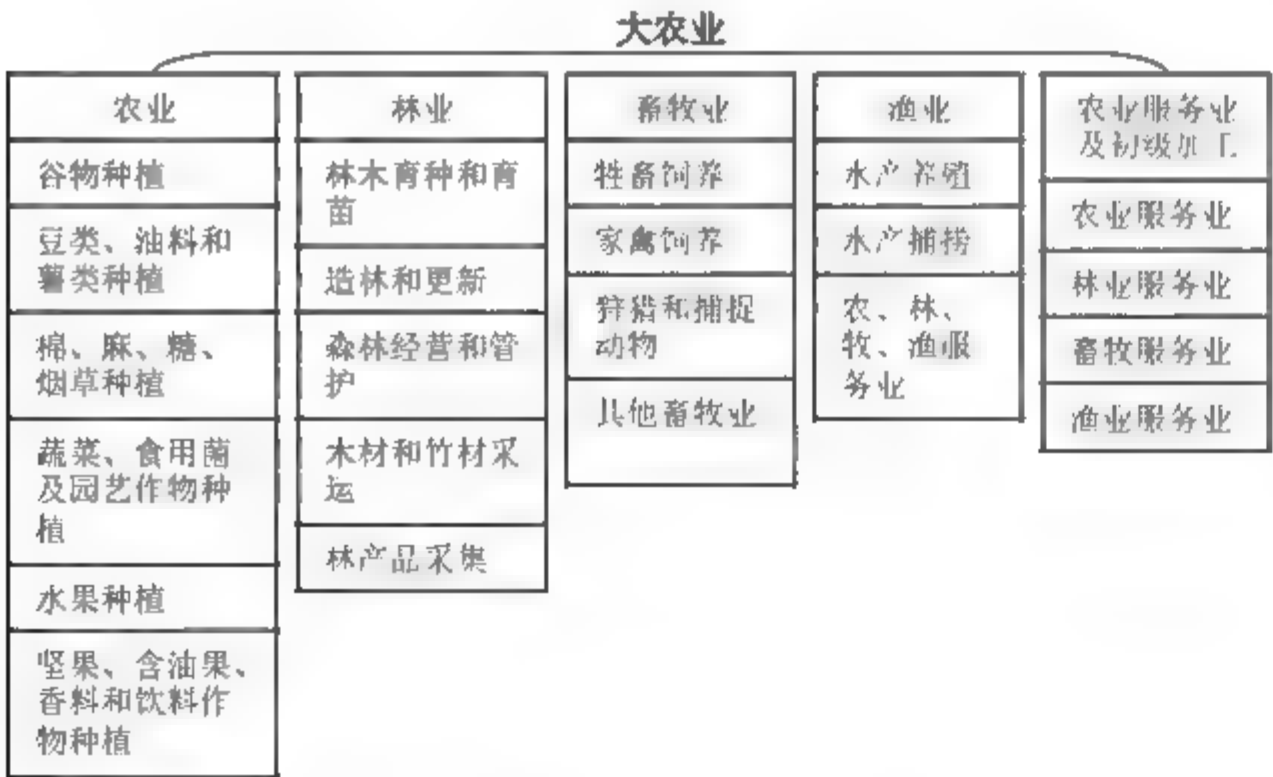 大农业
农业
谷物种植
豆类、油料和
薯类种植
棉、麻、糖、
烟草种植
蔬菜、食用菌
及园艺作物种
植
水果种植
坚果、含油果、
香料和饮料作
物种植
林业
林木育种和育
苗
造林和更新
森林经营和管
护
木材和竹材采
运
林产品采集
畜牧业
牲畜饲养
家禽饲养
狩猎和捕捉
动物
其他畜牧业
渔业
水产养殖
水产捕捞
农、林、
牧、渔服
务业
农业服务业
及初级加工
农业服务业
林业服务业
畜牧服务业
渔业服务业